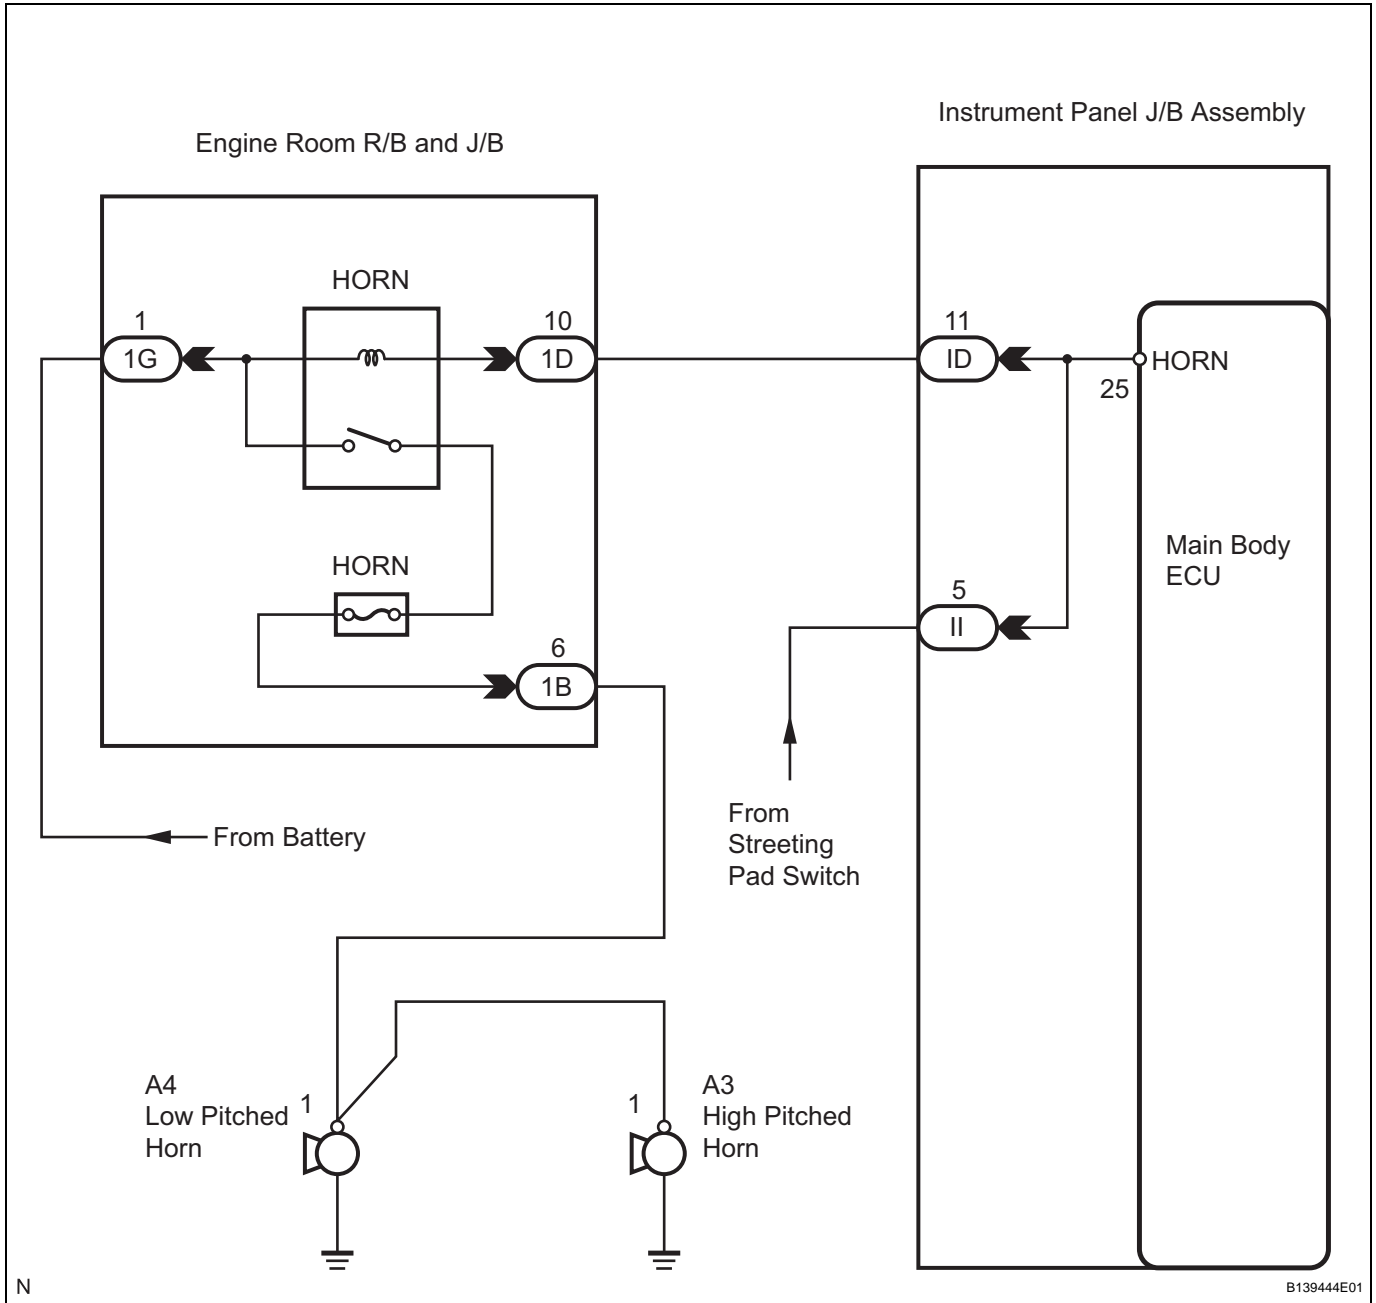 Instrument Panel J/B Assembly
Engine Room R/B and J/B
HORN
1
1G
10
1D
11
ID
HORN
25
HORN
Main Body
ECU
5
II
6
1B
From Battery
From
Streeting
Pad Switch
A4
Low Pitched
Horn
1
1
A3
High Pitched
Horn
N
B139444E01